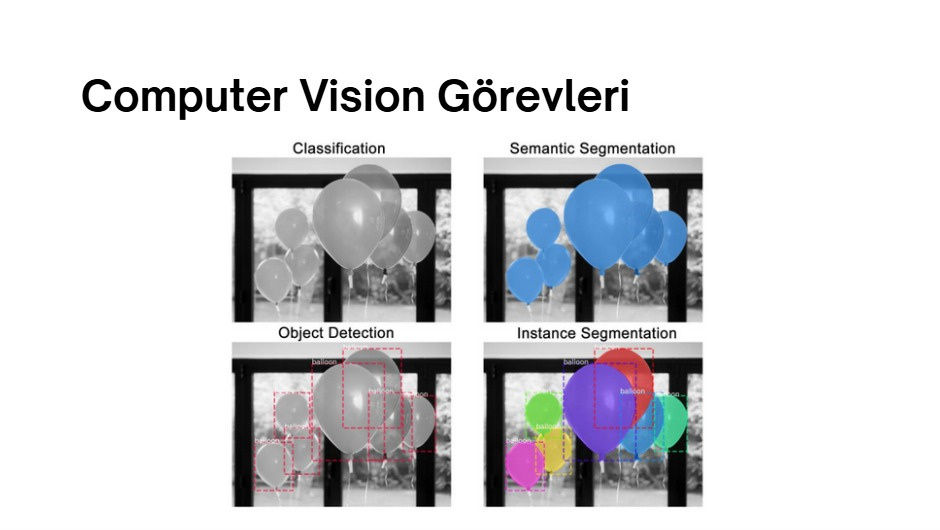 Computer Vision Görevleri
Classification
Semantic Segmentation
Object Detection
Instance Segmentation
balloon
balloon
balloon
balloon
balloon
balloon
balloon
balloon